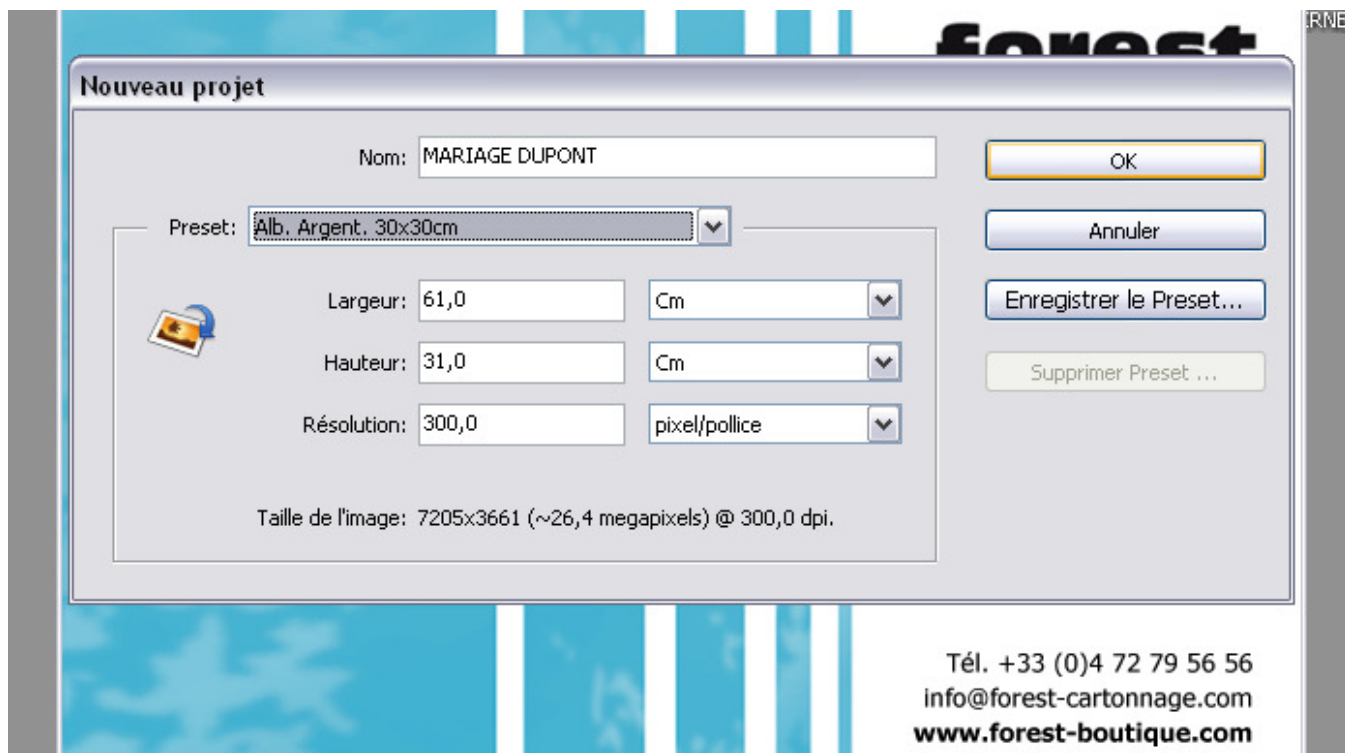 RNE
forest
Nouveau projet
Nom: MARIAGE DUPONT
OK
Preset: Alb. Argent. 30x30cm
Annuler
Largeur: 61,0 Cm
Enregistrer le Preset...
Hauteur: 31,0 Cm
Supprimer Preset ...
Résolution: 300,0 pixel/pollice
Taille de l'image: 7205x3661 (~26,4 megapixels) @ 300,0 dpi.
Tél. +33 (0)4 72 79 56 56
info@forest-cartonnage.com
www.forest-boutique.com